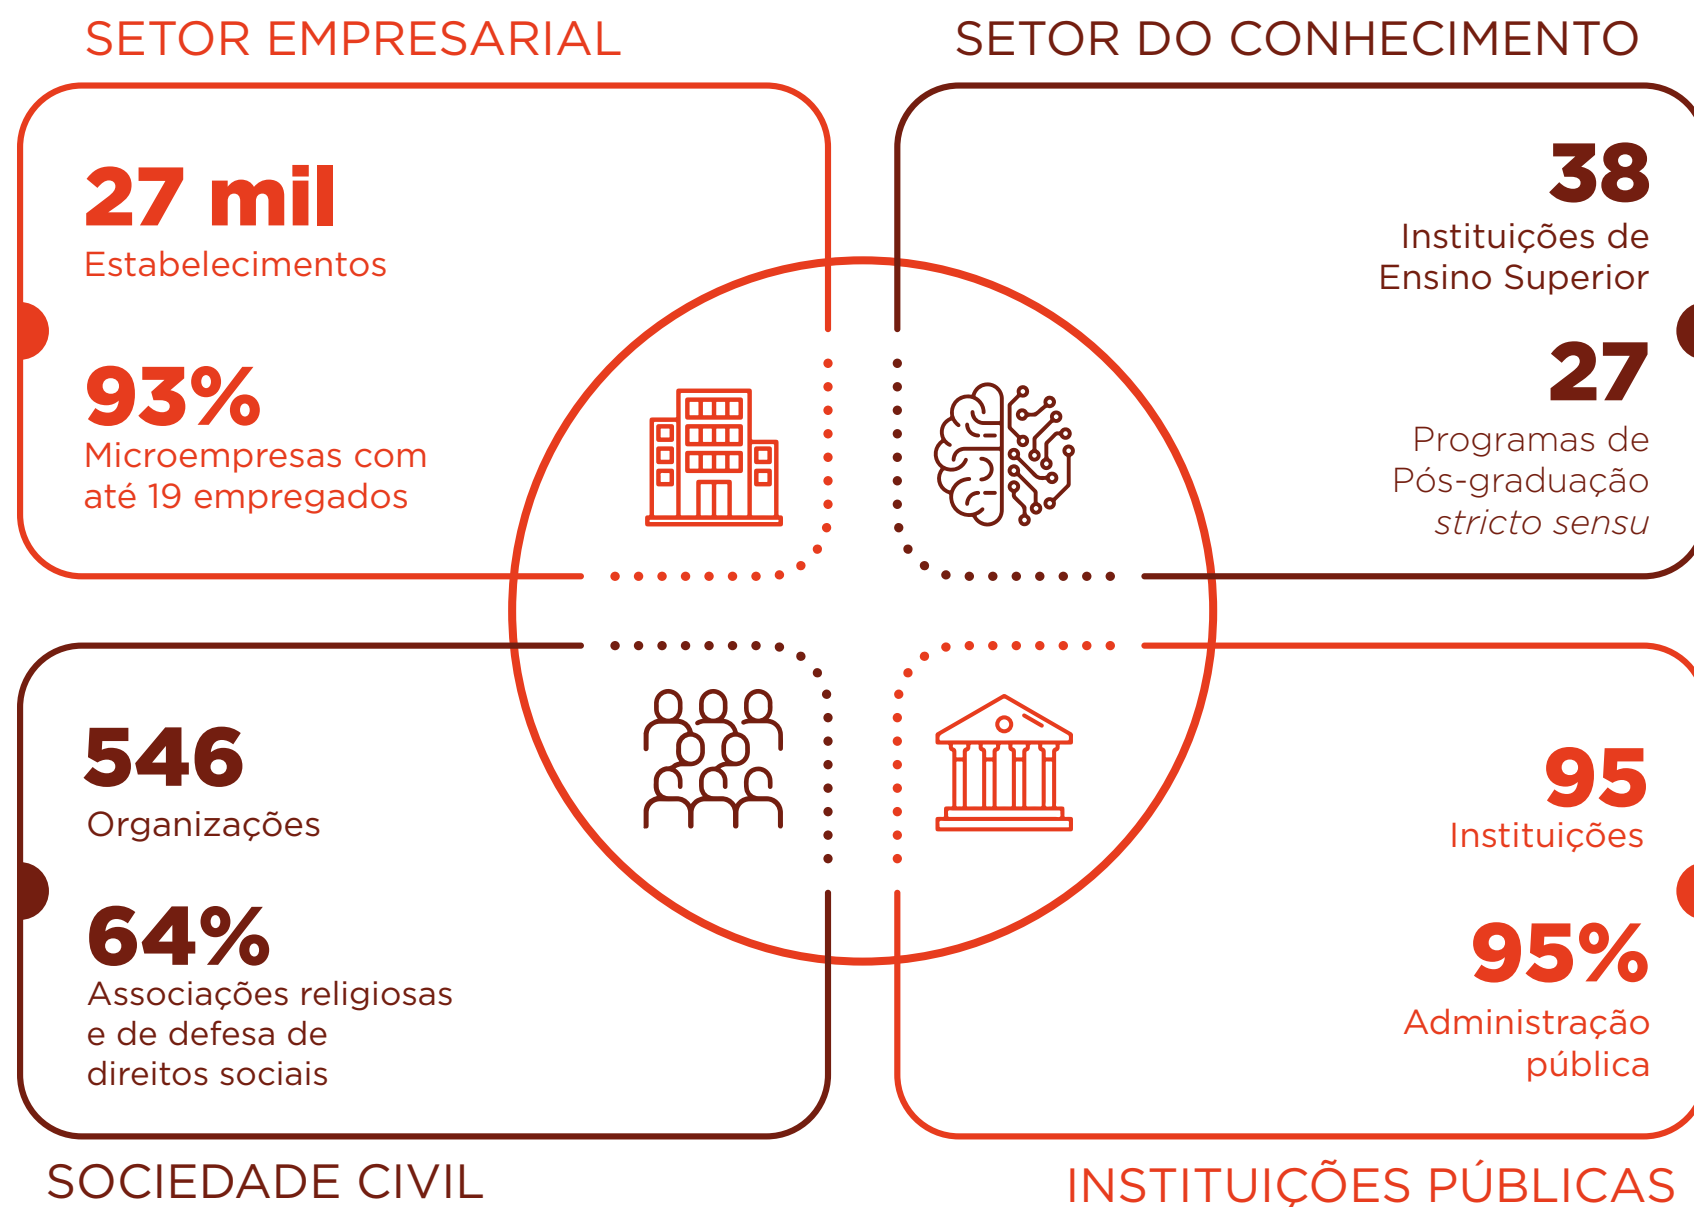 SETOR EMPRESARIAL
27 mil
Estabelecimentos
93%
Microempresas com
até 19 empregados
SETOR DO CONHECIMENTO
38
Instituições de
Ensino Superior
27
Programas de
Pós-graduação
stricto sensu
546
Organizações
64%
Associações religiosas
e de defesa de
direitos sociais
SOCIEDADE CIVIL
95
Instituições
95%
Administração
pública
INSTITUIÇÕES PÚBLICAS